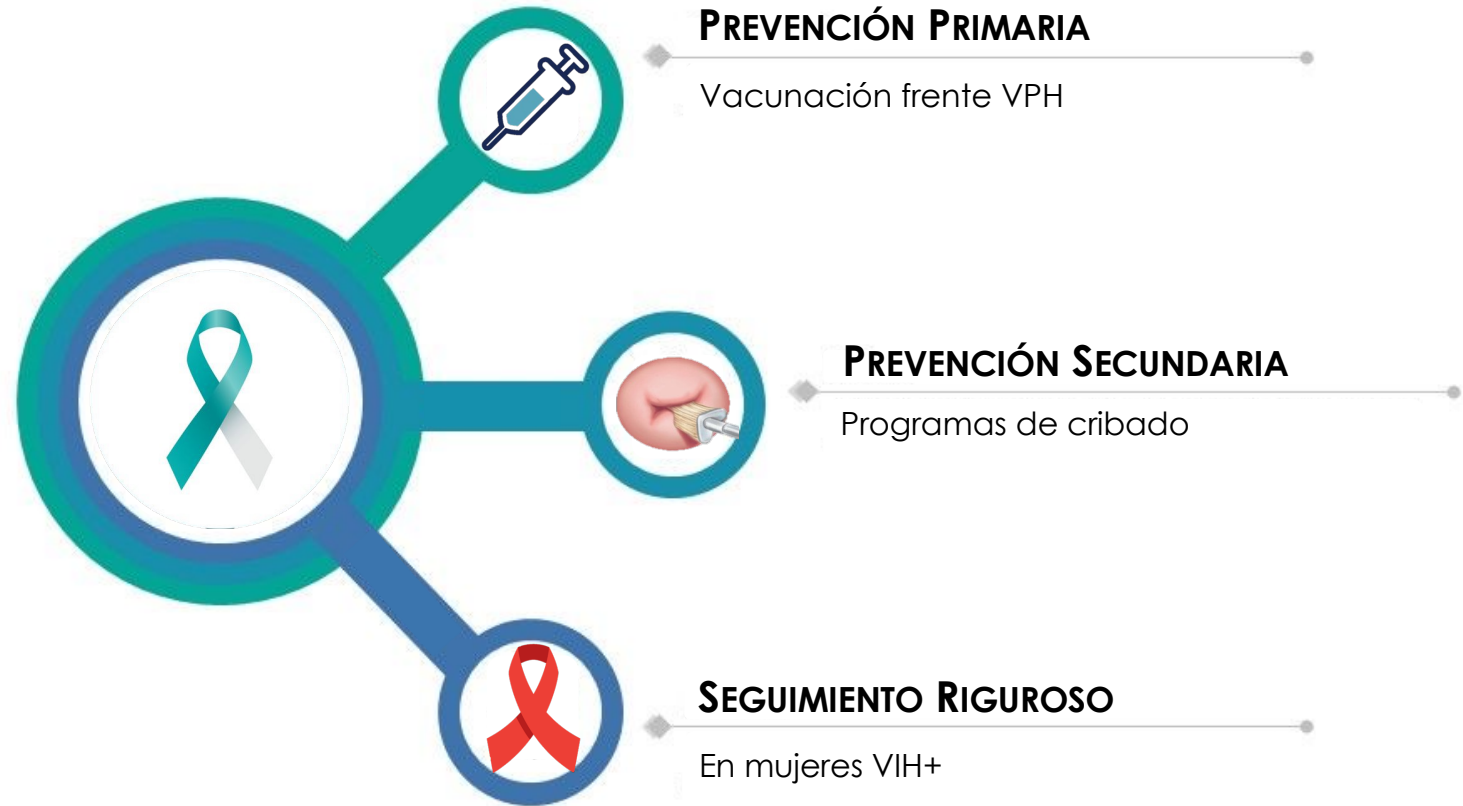 PREVENCIÓN PRIMARIA
Vacunación frente VPH
PREVENCIÓN SECUNDARIA
Programas de cribado
SEGUIMIENTO RIGUROSO
En mujeres VIH+